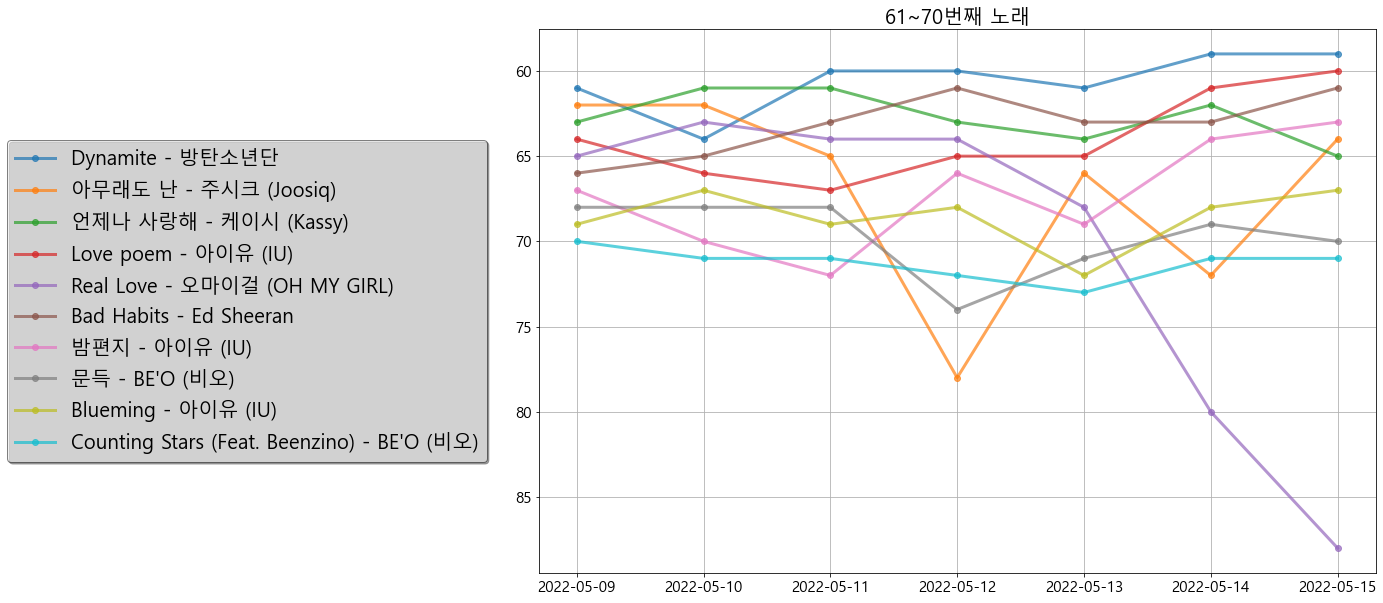 61~70번째 노래
Dynamite - 방탄소년단
아무래도 난 - 주시크 (Joosiq)
언제나 사랑해 - 케이시 (Kassy)
Love poem - 아이유 (IU)
Real Love - 오마이걸 (OH MY GIRL)
Bad Habits - Ed Sheeran
밤편지 - 아이유 (IU)
문득 - BE'O (비오)
Blueming - 아이유 (IU)
Counting Stars (Feat. Beenzino) - BE'O (비오)
60
65
70
75
80
85
2022-05-09 2022-05-10 2022-05-11 2022-05-12 2022-05-13 2022-05-14 2022-05-15